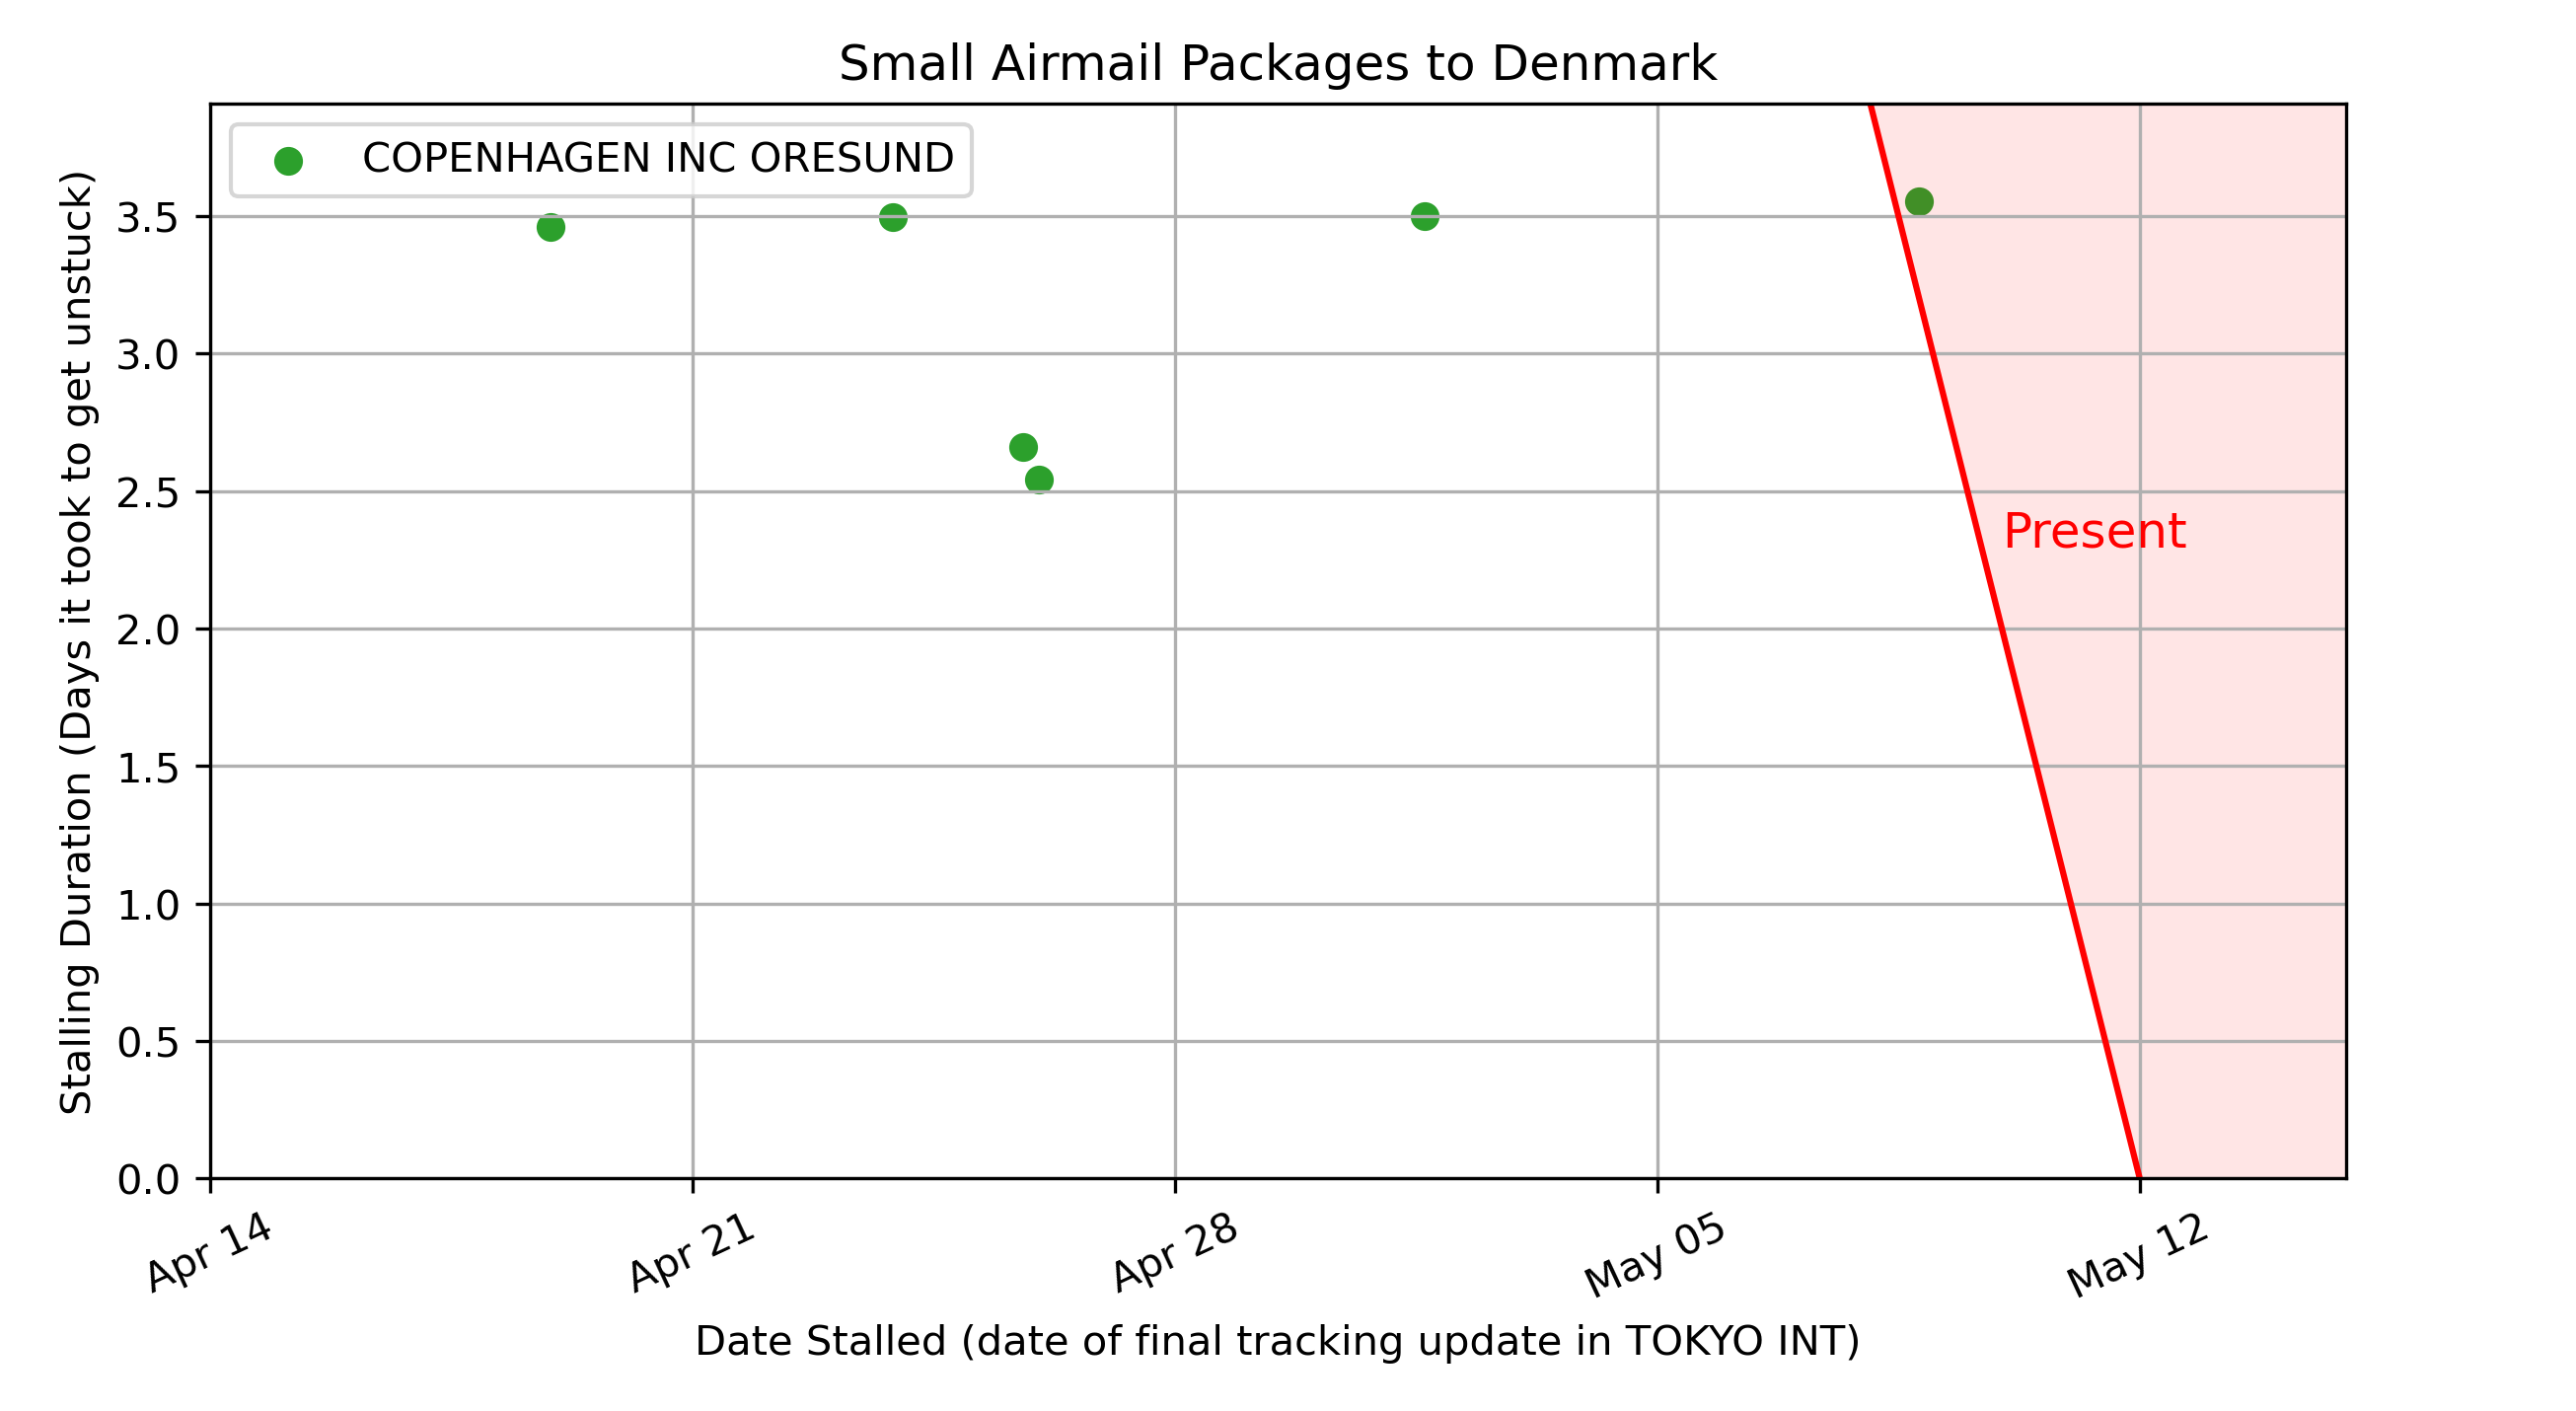 Small Airmail Packages to Denmark
COPENHAGEN INC ORESUND
Stalling Duration (Days it took to get unstuck)
3.5
3.0
2.5
2.0
1.5
1.0
0.5
0.0
Present
Apr 14
Apr 21
Apr 28
May 05
May 12
Date Stalled (date of final tracking update in TOKYO INT)